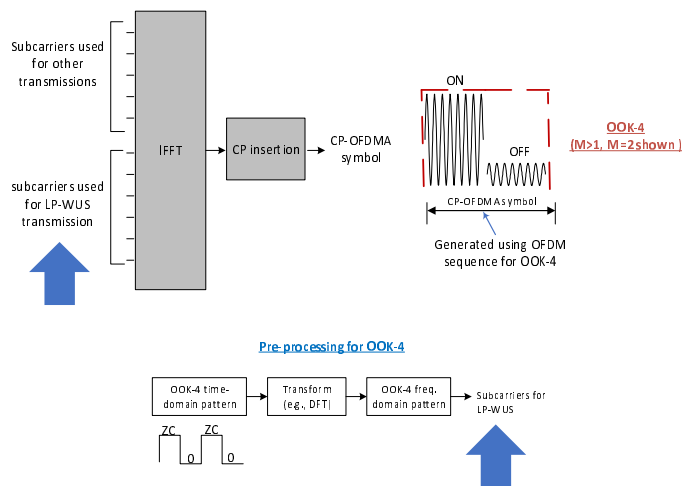 Subcarriers used
for other
transmissions
subcarriers used
for LP-WUS
transmission
IFFT
CP insertion
CP-OFDMA
symbol
ON
OFF
CP-OFDMA symbol
Generated using OFDM
sequence for OOK-4
OOK-4
(M>1, M=2 shown )
Pre-processing for OOK-4
OOK-4 time-
domain pattern
Transform
(e.g., DFT)
OOK-4 freq.
domain pattern
Subcarriers for
LP-WUS
ZC
ZC
0
0